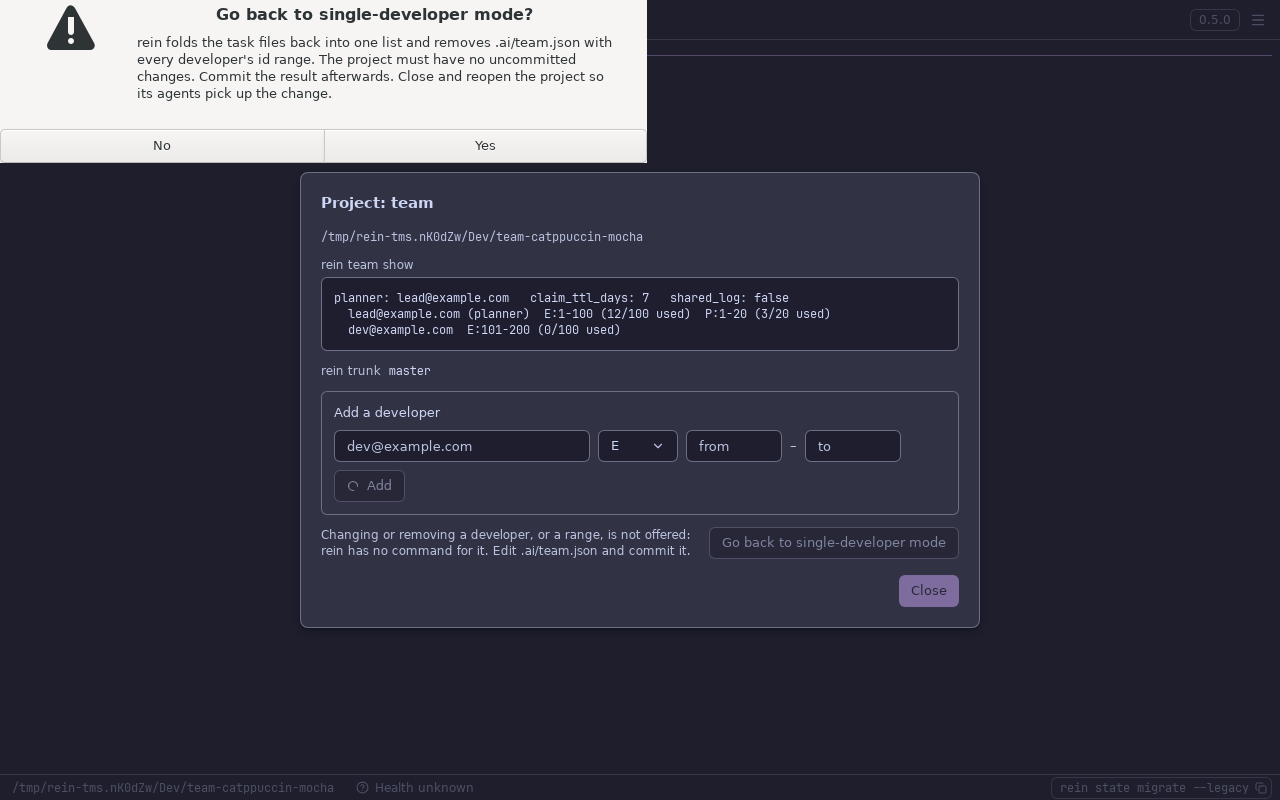 Go back to single-developer mode?
rein folds the task files back into one list and removes .ai/team.json with
every developer's id range. The project must have no uncommitted
changes. Commit the result afterwards. Close and reopen the project so
its agents pick up the change.
No
Yes
0.5.0
Project: team
/tmp/rein-tms.nK0dZw/Dev/team-catppuccin-mocha
rein team show
planner: lead@example.com   claim_ttl_days: 7   shared_log: false
lead@example.com (planner)  E:1-100 (12/100 used)  P:1-20 (3/20 used)
dev@example.com  E:101-200 (0/100 used)
rein trunk master
Add a developer
dev@example.com E from – to
Add
Changing or removing a developer, or a range, is not offered:
rein has no command for it. Edit .ai/team.json and commit it.
Go back to single-developer mode
Close
/tmp/rein-tms.nK0dZw/Dev/team-catppuccin-mocha Health unknown rein state migrate --legacy